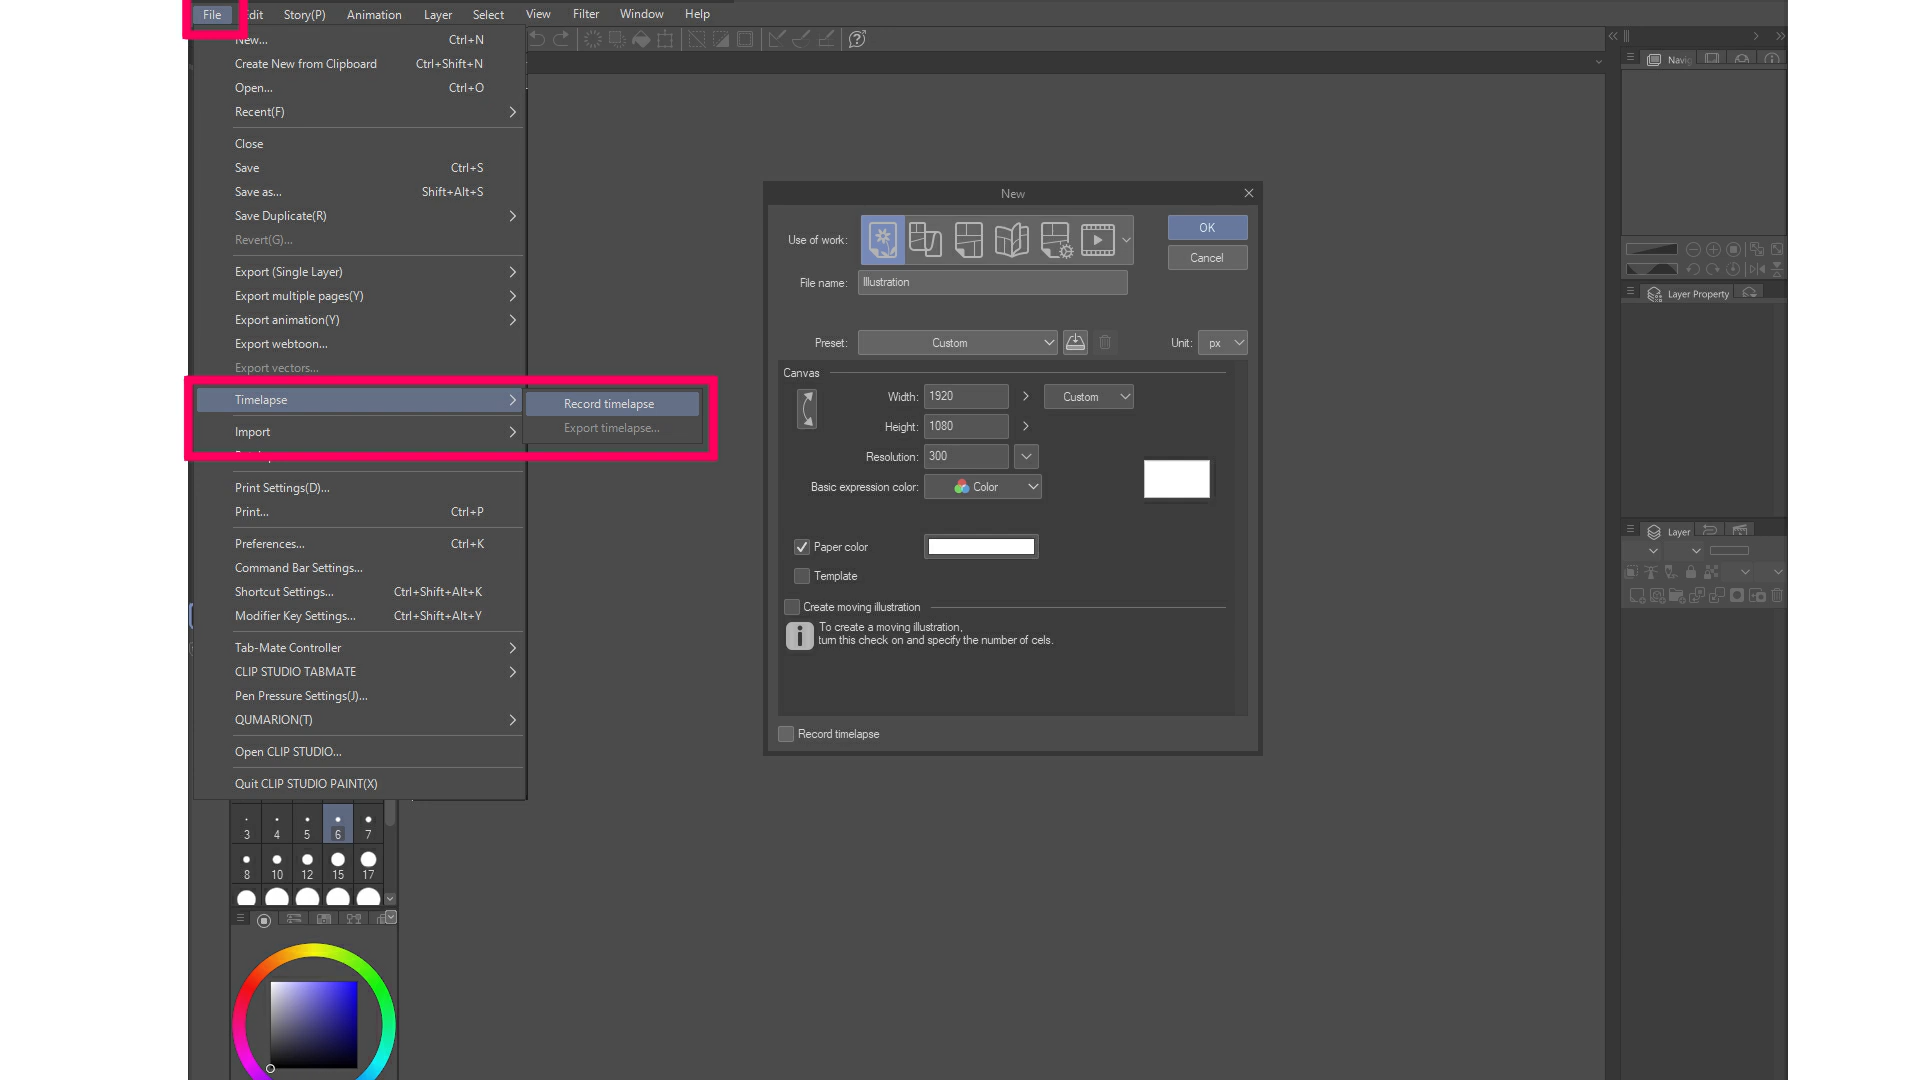 File
dit
Story(P)
Animation
Layer
Select
View
Filter
Window
Help
New... Ctrl+N
Create New from Clipboard Ctrl+Shift+N
Open... Ctrl+O
Recent(F)
Close
Save Ctrl+S
Save as... Shift+Alt+S
Save Duplicate(R)
Revert(G)...
Export (Single Layer)
Export multiple pages(Y)
Export animation(Y)
Export webtoon...
Export vectors...
Timelapse
Record timelapse
Export timelapse...
Import
Print Settings(D)...
Print... Ctrl+P
Preferences... Ctrl+K
Command Bar Settings...
Shortcut Settings... Ctrl+Shift+Alt+K
Modifier Key Settings... Ctrl+Shift+Alt+Y
Tab-Mate Controller
CLIP STUDIO TABMATE
Pen Pressure Settings(J)...
QUMARION(T)
Open CLIP STUDIO...
Quit CLIP STUDIO PAINT(X)
3 4 5 6 7
8 10 12 15 17
New
Use of work:
OK
Cancel
File name: Illustration
Preset: Custom
Unit: px
Canvas
Width: 1920 Custom
Height: 1080
Resolution: 300
Basic expression color: Color
Paper color
Template
Create moving illustration
To create a moving illustration,
turn this check on and specify the number of cels.
Record timelapse
Navig
Layer Property
Layer